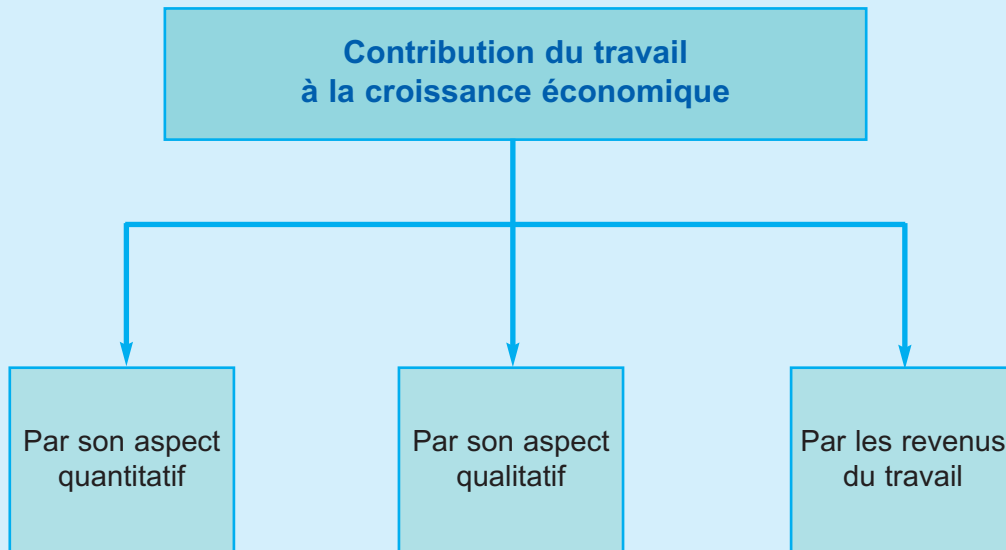 Contribution du travail
à la croissance économique
Par son aspect
quantitatif
Par son aspect
qualitatif
Par les revenus
du travail